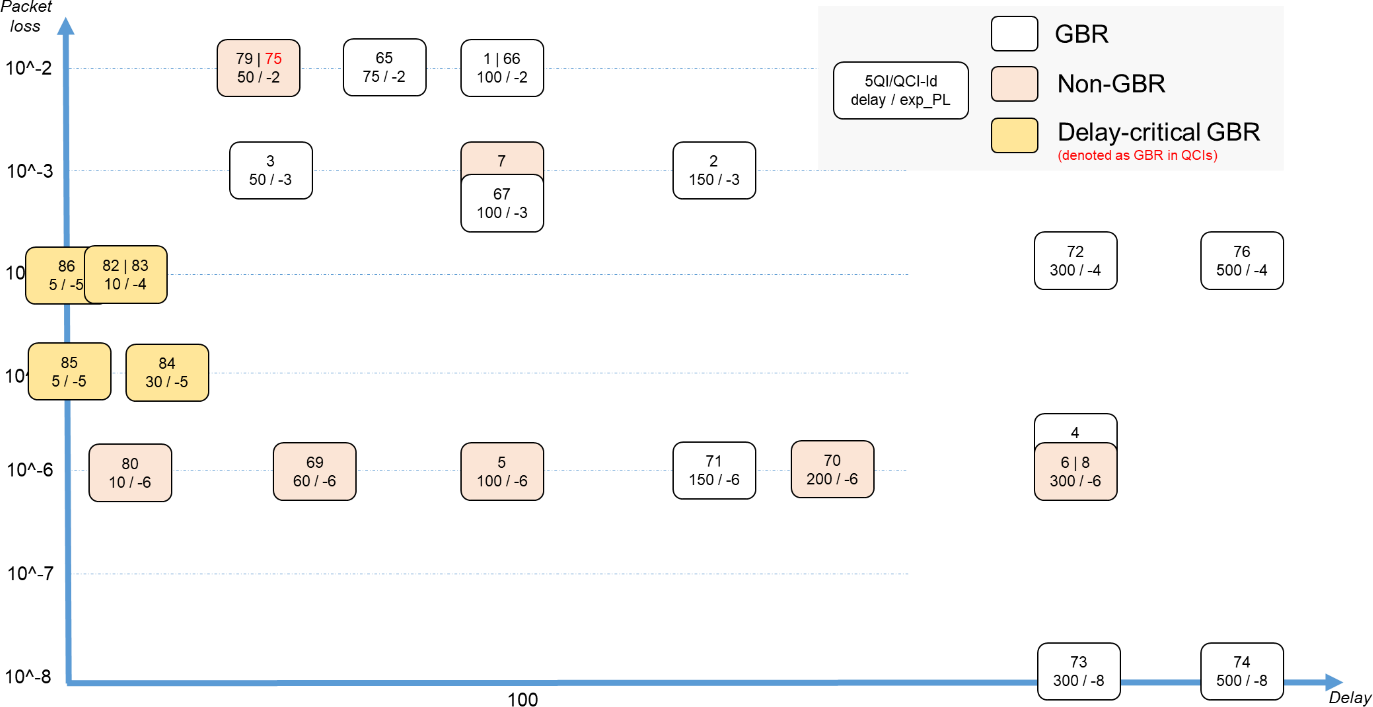 Packet
loss
GBR
Non-GBR
Delay-critical GBR
(denoted as GBR in QCIs)
5QI/QCI-Id
delay / exp_PL
10^-2
79 | 75
50 / -2
65
75 / -2
1 | 66
100 / -2
10^-3
3
50 / -3
7
67
100 / -3
2
150 / -3
10
86
5 / -5
82 | 83
10 / -4
72
300 / -4
76
500 / -4
10^
85
5 / -5
84
30 / -5
10^-6
80
10 / -6
69
60 / -6
5
100 / -6
71
150 / -6
70
200 / -6
4
6 | 8
300 / -6
10^-7
10^-8
73
300 / -8
74
500 / -8
100
Delay